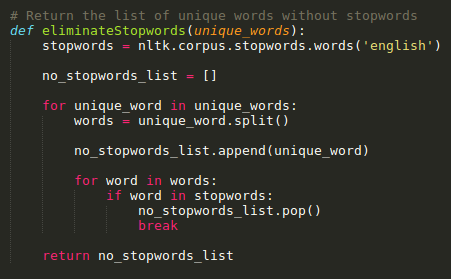 # Return the list of unique words without stopwords
def eliminateStopwords(unique_words):
    stopwords = nltk.corpus.stopwords.words('english')

    no_stopwords_list = []

    for unique_word in unique_words:
        words = unique_word.split()

        no_stopwords_list.append(unique_word)

        for word in words:
            if word in stopwords:
                no_stopwords_list.pop()
                break

    return no_stopwords_list